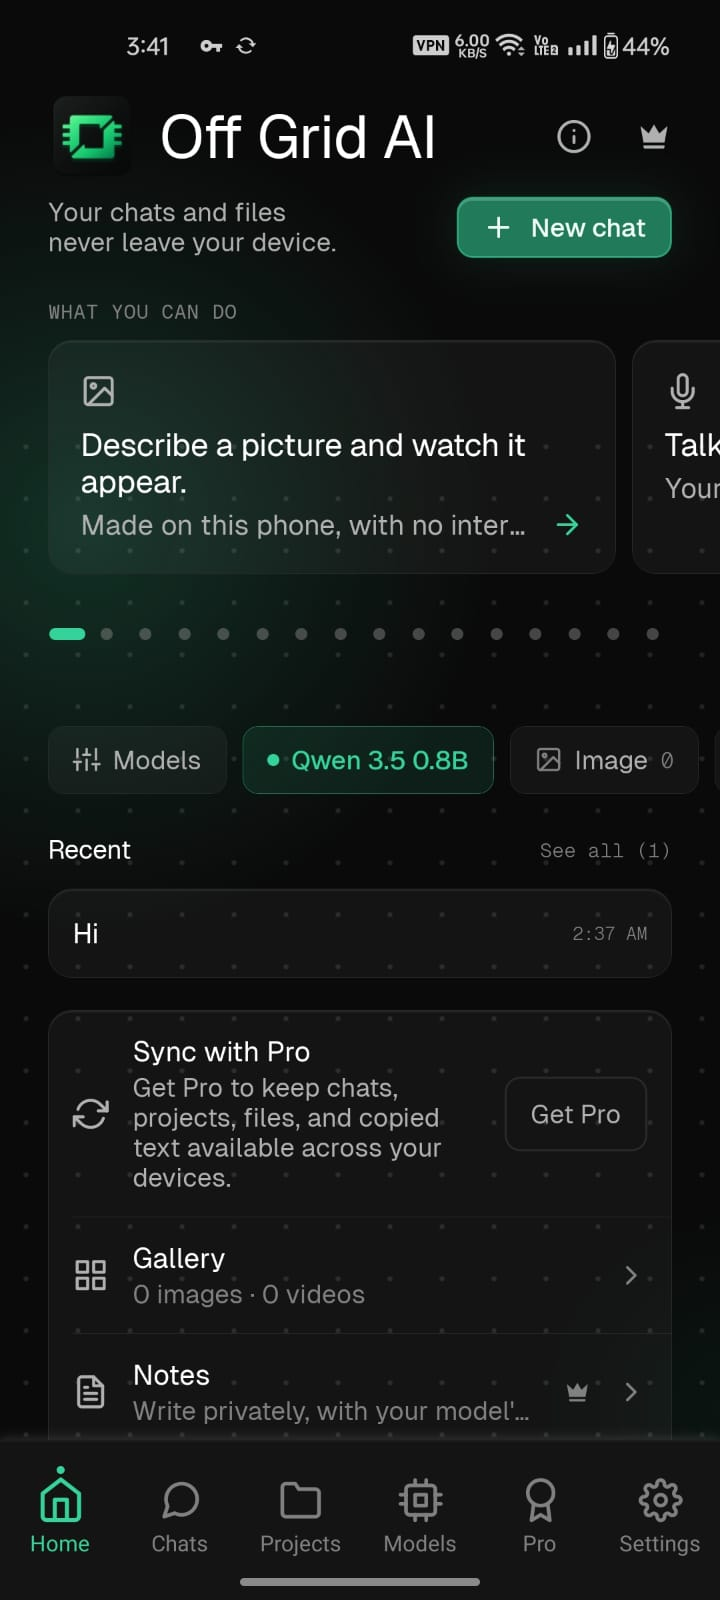 3:41
VPN 6.00 KB/S Vo LTE2 44%
Off Grid AI
Your chats and files
never leave your device.
+ New chat
WHAT YOU CAN DO
Describe a picture and watch it
appear.
Made on this phone, with no inter...
Talk
Your
Models
Qwen 3.5 0.8B
Image 0
Recent
See all (1)
Hi
2:37 AM
Sync with Pro
Get Pro to keep chats,
projects, files, and copied
text available across your
devices.
Get Pro
Gallery
0 images · 0 videos
Notes
Write privately, with your model'...
Home
Chats
Projects
Models
Pro
Settings